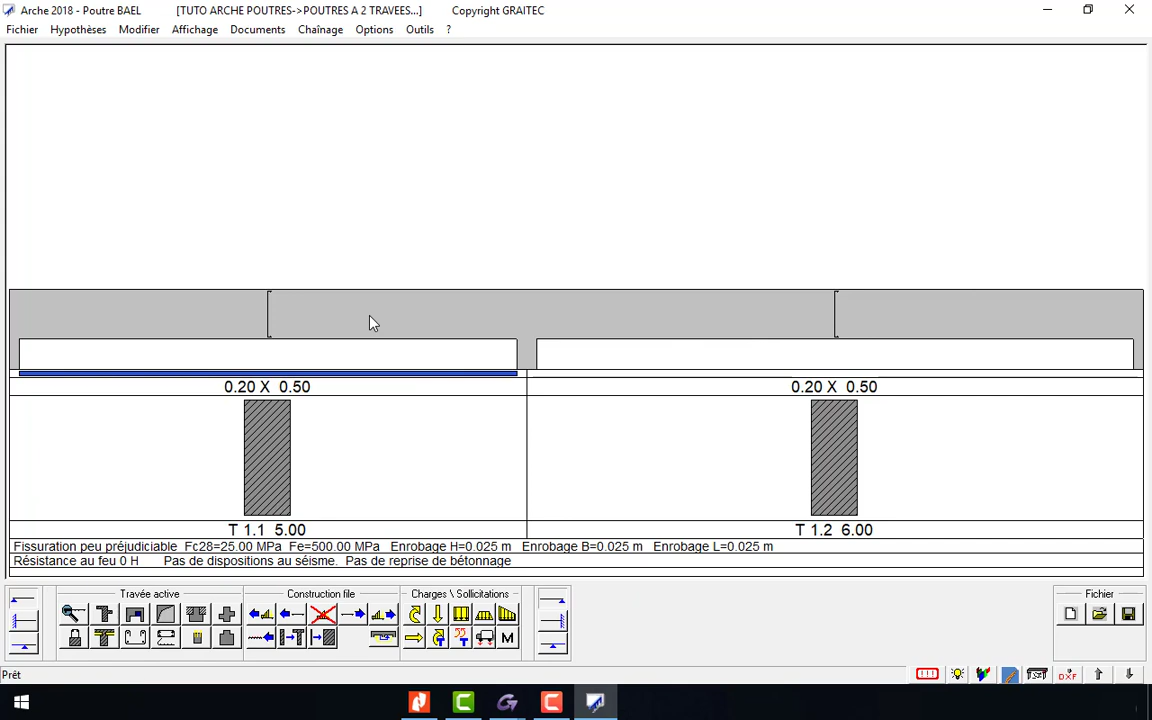 Arche 2018 - Poutre BAEL [TUTO ARCHE POUTRES->POUTRES A 2 TRAVEES...] Copyright GRAITEC
Fichier Hypothèses Modifier Affichage Documents Chaînage Options Outils ?
0.20 X 0.50 0.20 X 0.50
T 1.1 5.00 T 1.2 6.00
Fissuration peu préjudiciable Fc28=25.00 MPa Fe=500.00 MPa Enrobage H=0.025 m Enrobage B=0.025 m Enrobage L=0.025 m
Résistance au feu 0 H Pas de dispositions au séisme. Pas de reprise de bétonnage
Travée active Construction file Charges \ Sollicitations Fichier
M
Prêt
DXF